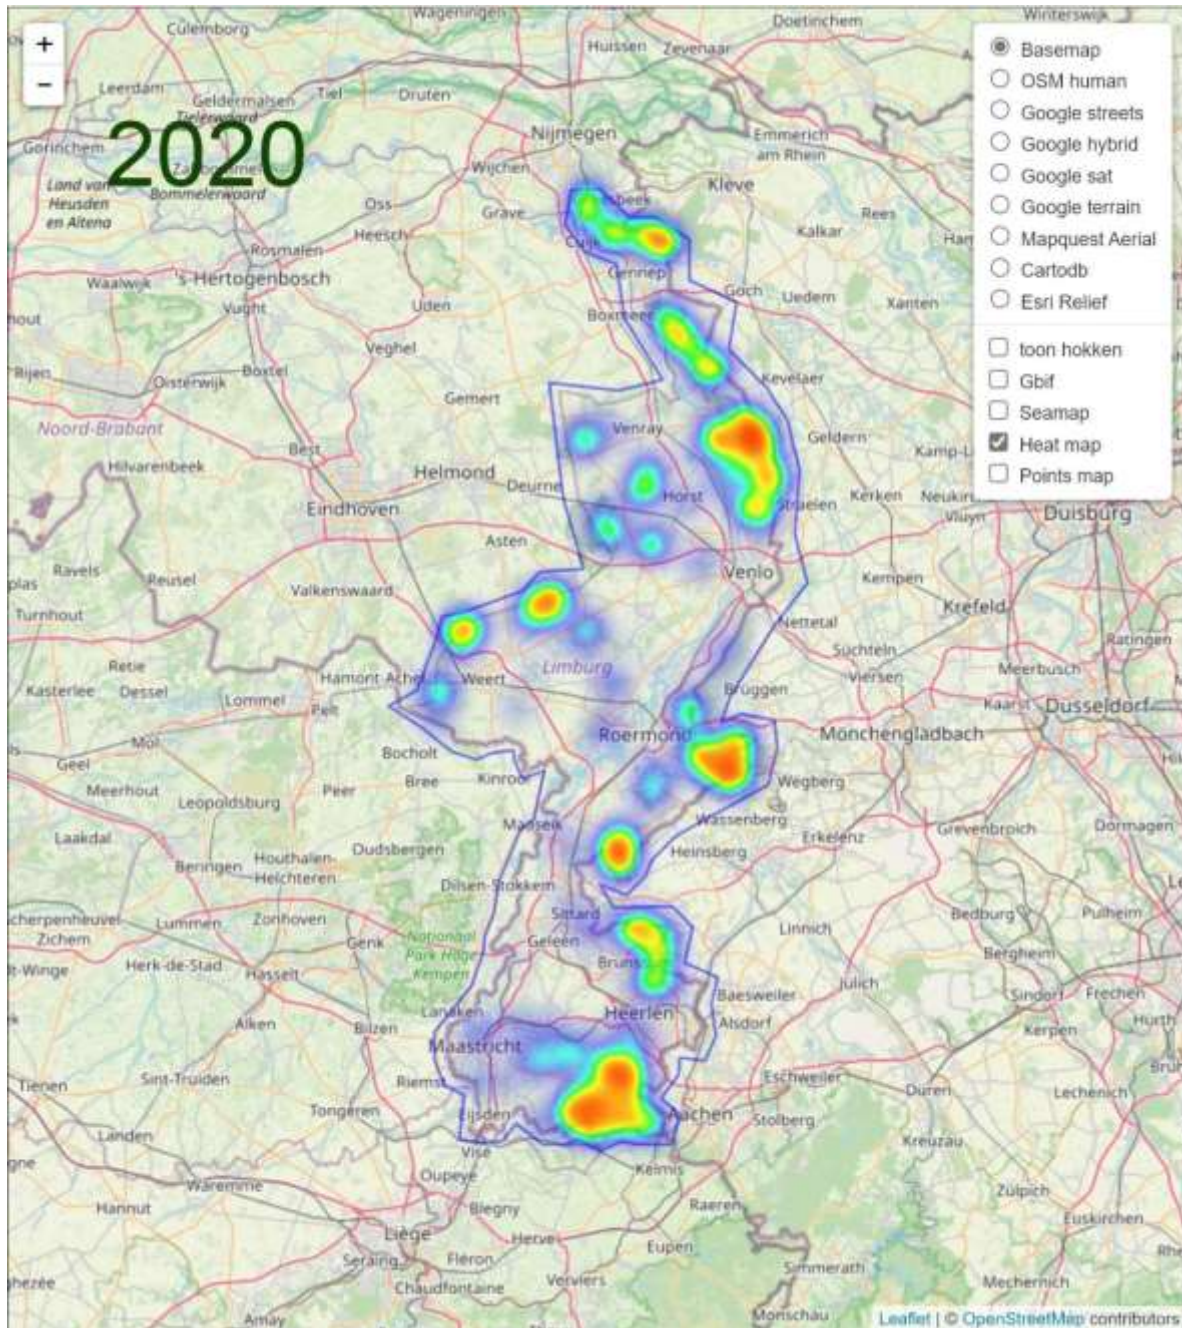 Wageningen
Doetinchem
Winterswijk
Culemborg
Huissen
Zevenaar
+
−
Leerdam
Geldermalsen
Tiel
Druten
Tielerwaard
2020
Nijmegen
Emmerich
am Rhein
Gorinchem
Wijchen
Land van
Heusden
en Altena
Bommelerwaard
Kleve
Oss
Grave
Rees
Heesch
Cuijk
Kalkar
Rosmalen
's-Hertogenbosch
Gennep
Waalwijk
Goch
Uedem
Xanten
Vught
Uden
Boxmeer
Veghel
Rijen
Boxtel
Oisterwijk
Kevelaer
Gemert
Noord-Brabant
Venray
Geldern
Best
Hilvarenbeek
Helmond
Deurne
Horst
Kerken
Straelen
Eindhoven
Vluyn
Duisburg
Asten
Ravels
Reusel
Venlo
Kempen
Valkenswaard
Turnhout
Krefeld
Nettetal
Ratingen
Süchteln
Retie
Limburg
Meerbusch
Viersen
Kasterlee
Dessel
Lommel
Hamont-Achel
Weert
Brüggen
Pelt
Kaarst
Düsseldorf
Mol
Roermond
Mönchengladbach
Geel
Bocholt
Bree
Kinrooi
Wegberg
Meerhout
Peer
Leopoldsburg
Maaseik
Wassenberg
Erkelenz
Grevenbroich
Dormagen
Laakdal
Beringen
Houthalen-
Helchteren
Oudsbergen
Heinsberg
Dilsen-Stokkem
Lummen
Zonhoven
Sittard
Bedburg
Pulheim
Zichem
Genk
Nationaal
Park Hoge
Kempen
Geleen
Linnich
Bergheim
Herk-de-Stad
Hasselt
Jülich
Baesweiler
Sindorf
Frechen
Lanaken
Heerlen
Alsdorf
Alken
Bilzen
Kerpen
Hürth
Maastricht
Tienen
Sint-Truiden
Riemst
Eschweiler
Düren
Lechenich
Tongeren
Eijsden
Aachen
Stolberg
Landen
Visé
Kreuzau
Oupeye
Kelmis
Waremme
Zülpich
Hannut
Blegny
Raeren
Euskirchen
Liège
Herve
Eupen
Seraing
Fléron
Simmerath
Chaudfontaine
Verviers
Mechernich
Amay
Monschau
Basemap
OSM human
Google streets
Google hybrid
Google sat
Google terrain
Mapquest Aerial
Cartodb
Esri Relief
toon hokken
Gbif
Seamap
Heat map
Points map
Leaflet | © OpenStreetMap contributors